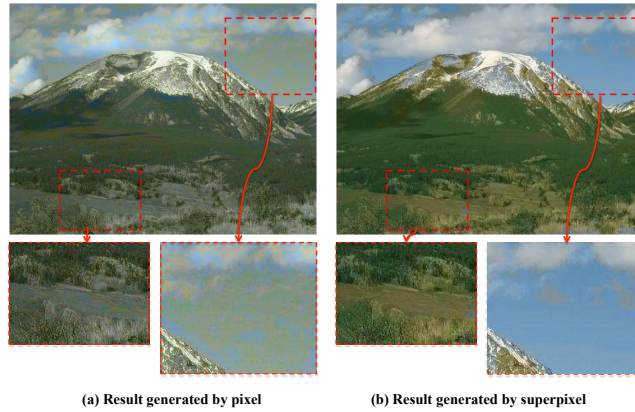 (a) Result generated by pixel
(b) Result generated by superpixel